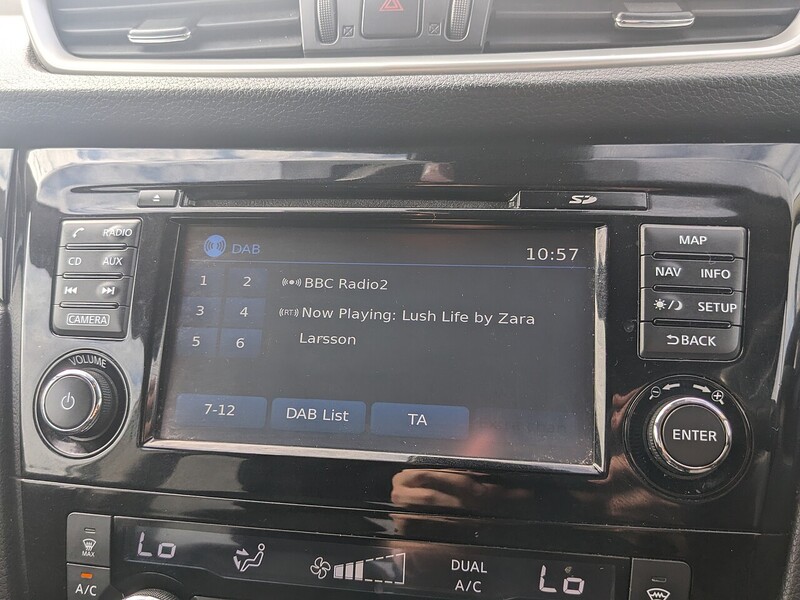 SD
RADIO
CD AUX
CAMERA
VOLUME
DAB 10:57
1 2
3 4
5 6
BBC Radio2
(RT) Now Playing: Lush Life by Zara
Larsson
7-12 DAB List TA
MAP
NAV INFO
SETUP
BACK
ENTER
MAX
A/C
Lo
DUAL
A/C
Lo